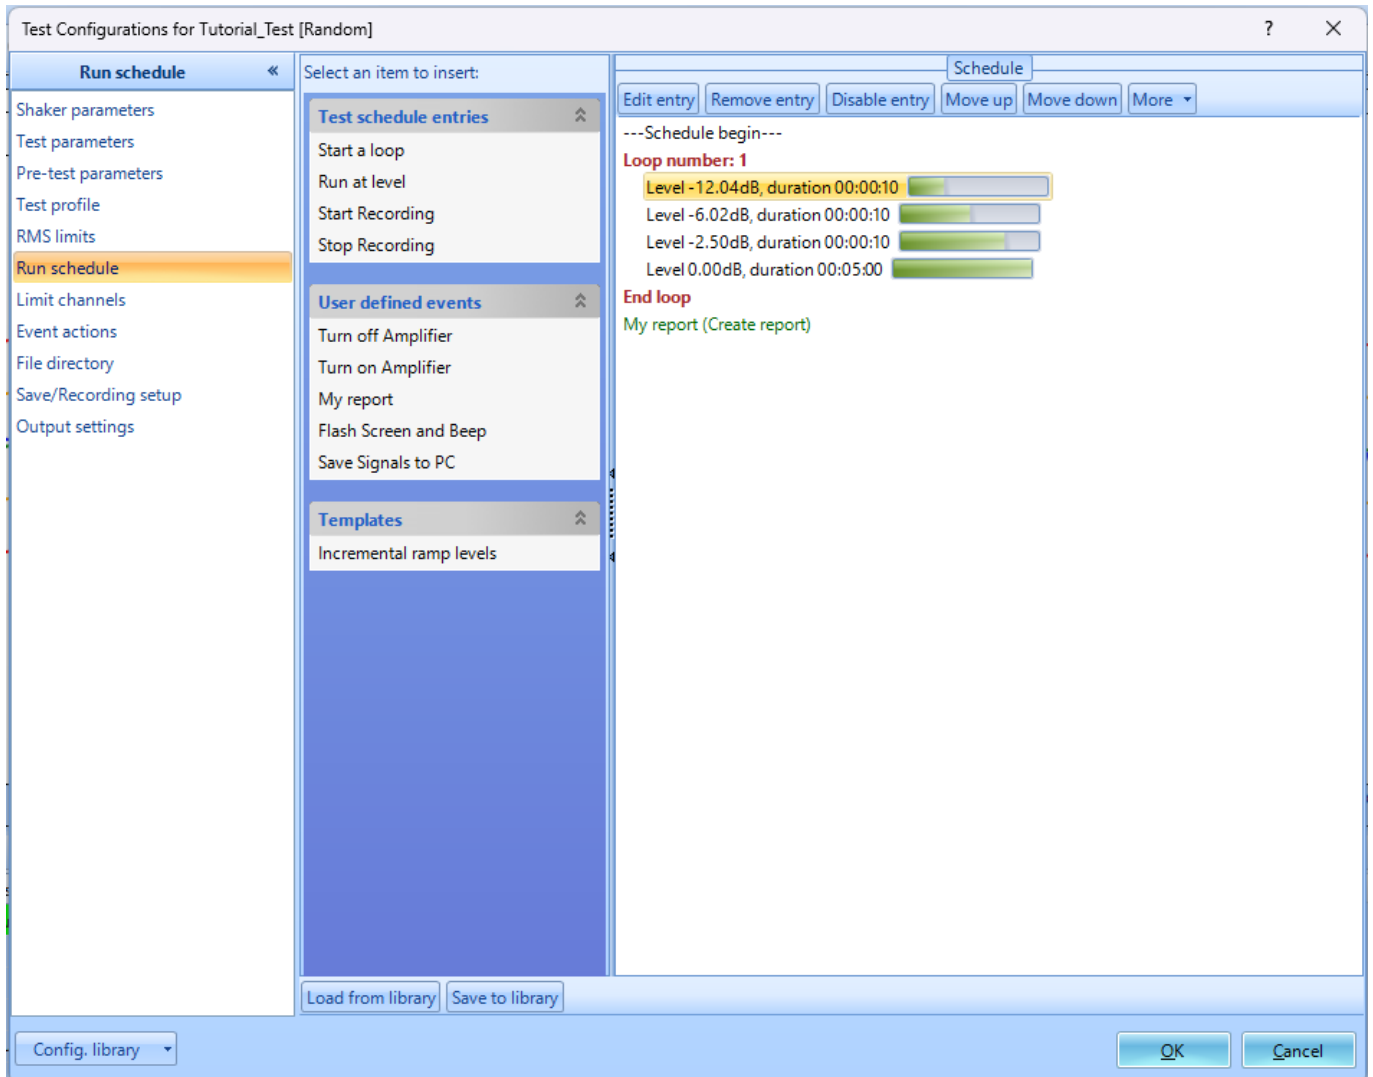 Test Configurations for Tutorial_Test [Random]
?
Run schedule
«
Shaker parameters
Test parameters
Pre-test parameters
Test profile
RMS limits
Run schedule
Limit channels
Event actions
File directory
Save/Recording setup
Output settings
Select an item to insert:
Test schedule entries
Start a loop
Run at level
Start Recording
Stop Recording
User defined events
Turn off Amplifier
Turn on Amplifier
My report
Flash Screen and Beep
Save Signals to PC
Templates
Incremental ramp levels
Schedule
Edit entry Remove entry Disable entry Move up Move down More
---Schedule begin---
Loop number: 1
Level -12.04dB, duration 00:00:10
Level -6.02dB, duration 00:00:10
Level -2.50dB, duration 00:00:10
Level 0.00dB, duration 00:05:00
End loop
My report (Create report)
Load from library Save to library
Config. library
OK Cancel